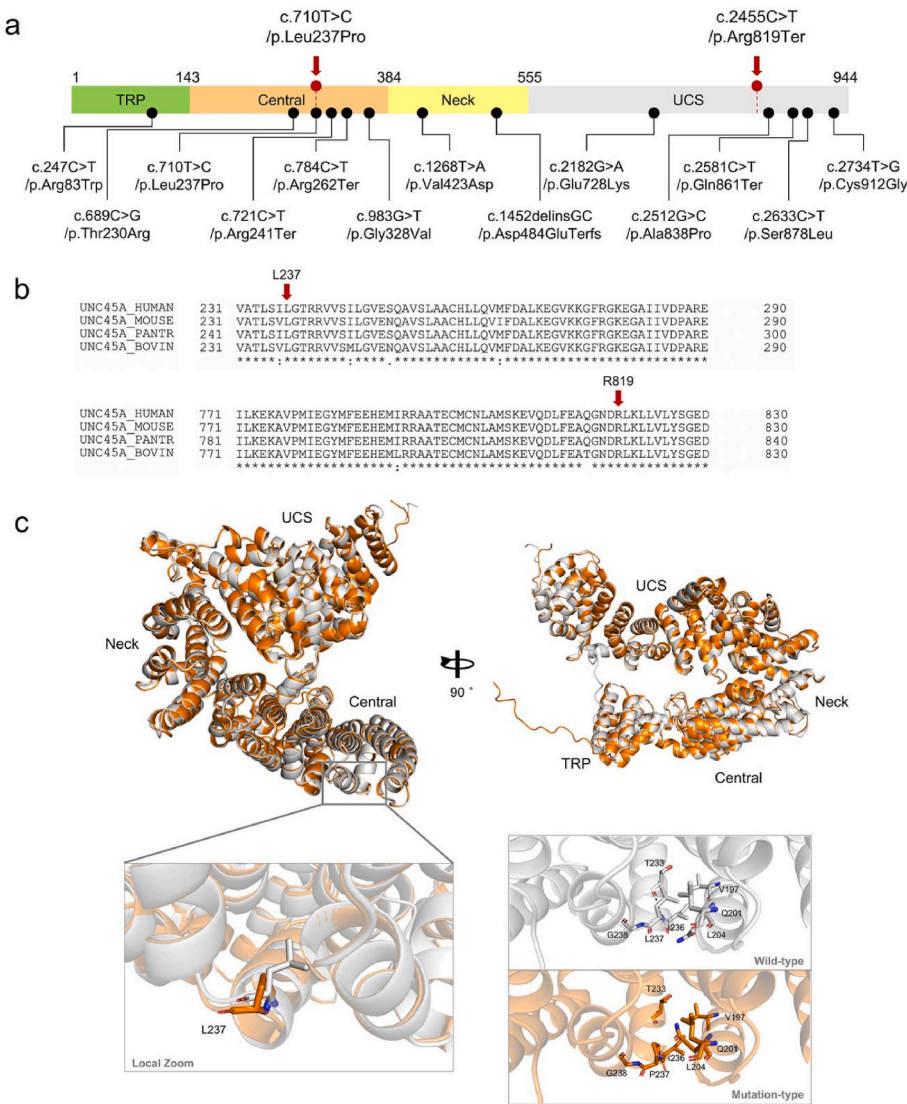 a
c.710T>C
/p.Leu237Pro
c.2455C>T
/p.Arg819Ter
1 143 384 555 944
TRP Central Neck UCS
c.247C>T
/p.Arg83Trp
c.710T>C
/p.Leu237Pro
c.784C>T
/p.Arg262Ter
c.1268T>A
/p.Val423Asp
c.2182G>A
/p.Glu728Lys
c.2581C>T
/p.Gln861Ter
c.2734T>G
/p.Cys912Gly
c.689C>G
/p.Thr230Arg
c.721C>T
/p.Arg241Ter
c.983G>T
/p.Gly328Val
c.1452delinsGC
/p.Asp484GluTerfs
c.2512G>C
/p.Ala838Pro
c.2633C>T
/p.Ser878Leu
b
L237
UNC45A_HUMAN 231 VATLSILGTRRVVSILGVESQAVSLAACHLLQVMFDALKEGVKKGFRGKEGAIIVDPARE 290
UNC45A_MOUSE 231 VATLSVLGTRRVVSILGVENQAVSLAACHLLQVIFDALKEGVKKGFRGKEGAIIVDPARE 290
UNC45A_PANTR 241 VATLSILGTRRVVSILGVESQAVSLAACHLLQVMFDALKEGVKKGFRGKEGAIIVDPARE 300
UNC45A_BOVIN 231 VATLSVLGTRRVVSMLGVENQAVSLAACHLLQVMFDALKEGVKKGFRGKEGAIIVDPARE 290
*****:********:****.*************:**************************
R819
UNC45A_HUMAN 771 ILKEKAVPMIEGYMFEEHEMIRRAATECMCNLAMSKEVQDLFEAQGNDRLKLLVLYSGED 830
UNC45A_MOUSE 771 ILKEKAVPMIEGYMFEEHEMIRRAATECMCNLAMSKEVQDLFEAQGNDRLKLLVLYSGED 830
UNC45A_PANTR 781 ILKEKAVPMIEGYMFEEHEMIRRAATECMCNLAMSKEVQDLFEAQGNDRLKLLVLYSGED 840
UNC45A_BOVIN 771 ILKEKAVPMIEGYMFEEHEMLRRAATECMCNLAMSKEVQDLFEATGNDRLKLLVLYSGED 830
********************:*********************** ***************
c
UCS
Neck
Central
90 °
UCS
Neck
TRP
Central
L237
Local Zoom
T233
V197
Q201
G238
L237
I236
L204
Wild-type
T233
V197
Q201
G238
P237
I236
L204
Mutation-type